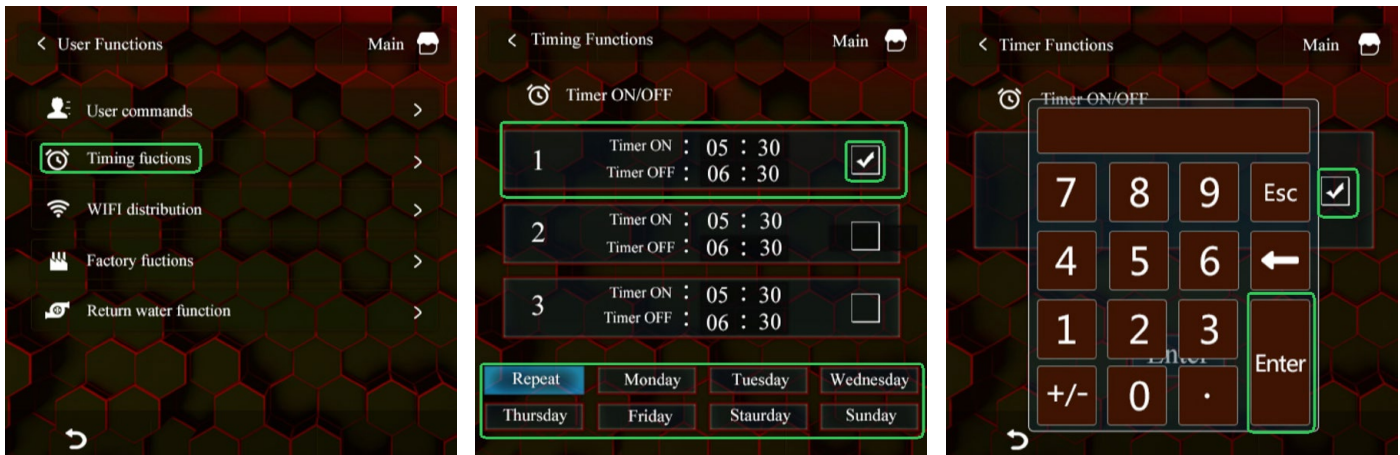 User Functions Main
User commands
Timing fuctions
WIFI distribution
Factory fuctions
Return water function
Timing Functions Main
Timer ON/OFF
1 Timer ON : 05 : 30
Timer OFF : 06 : 30
2 Timer ON : 05 : 30
Timer OFF : 06 : 30
3 Timer ON : 05 : 30
Timer OFF : 06 : 30
Repeat Monday Tuesday Wednesday
Thursday Friday Staurday Sunday
Timer Functions Main
Timer ON/OFF
7 8 9 Esc
4 5 6
1 2 3
Enter
Enter
+/- 0 .